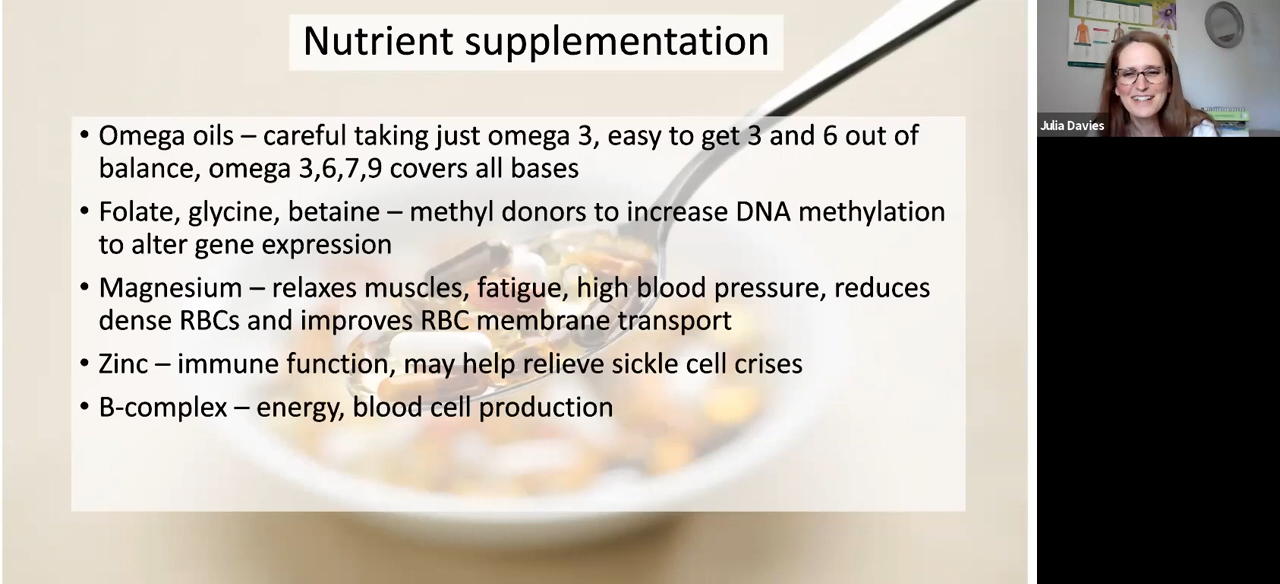 Nutrient supplementation
• Omega oils – careful taking just omega 3, easy to get 3 and 6 out of
balance, omega 3,6,7,9 covers all bases
• Folate, glycine, betaine – methyl donors to increase DNA methylation
to alter gene expression
• Magnesium – relaxes muscles, fatigue, high blood pressure, reduces
dense RBCs and improves RBC membrane transport
• Zinc – immune function, may help relieve sickle cell crises
• B-complex – energy, blood cell production
Julia Davies